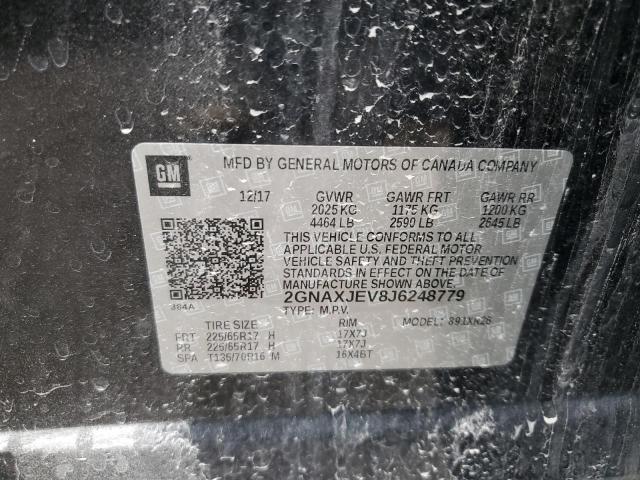 GM
MFD BY GENERAL MOTORS OF CANADA COMPANY
12/17 GVWR GAWR FRT GAWR RR
2025 KG 1175 KG 1200 KG
4464 LB 2590 LB 2645 LB
THIS VEHICLE CONFORMS TO ALL
APPLICABLE U.S. FEDERAL MOTOR
VEHICLE SAFETY AND THEFT
PREVENTION STANDARDS IN
EFFECT ON THE DATE OF
MANUFACTURE SHOWN ABOVE.
384A 2GNAXJEV8J6248779
TYPE: M.P.V.
TIRE SIZE RIM MODEL: 891XR26
FRT 225/65R17 H 17X7J
RR 225/65R17 H 17X7J
SPA T135/70R16 M 16X4BT